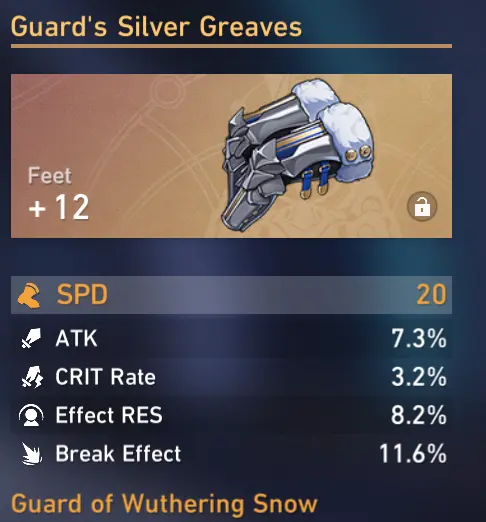 Guard's Silver Greaves
Feet
+ 12
SPD 20
ATK 7.3%
CRIT Rate 3.2%
Effect RES 8.2%
Break Effect 11.6%
Guard of Wuthering Snow